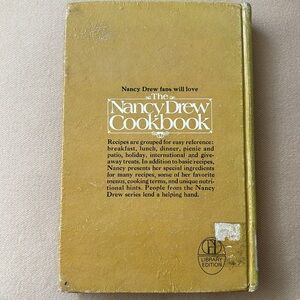 Nancy Drew fans will love
The
Nancy Drew
Cookbook
Recipes are grouped for easy reference:
breakfast, lunch, dinner, picnic and
patio, holiday, international and give-
away treats. In addition to basic recipes,
Nancy presents her special ingredients
for many recipes, some of her favorite
menus, cooking terms, and unique nutri-
tional hints. People from the Nancy
Drew series lend a helping hand.
LIBRARY
EDITION